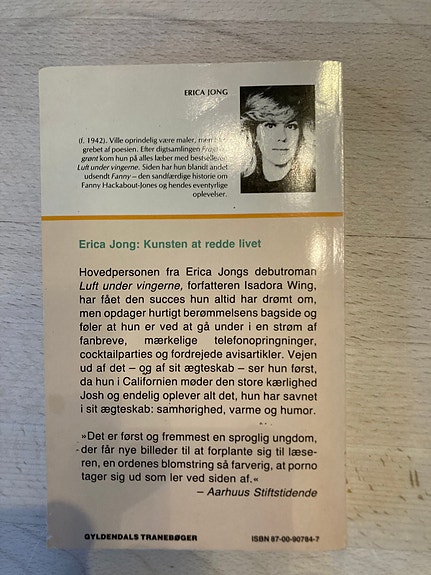 ERICA JONG
(f. 1942). Ville oprindelig være maler, men
grebet af poesien. Efter digtsamlingen
grønt kom hun på alles læber med bestselleren
Luft under vingerne. Siden har hun blandt andet
udsendt Fanny – den sandfærdige historie om
Fanny Hackabout-Jones og hendes eventyrlige
oplevelser.
Erica Jong: Kunsten at redde livet
Hovedpersonen fra Erica Jongs debutroman
Luft under vingerne, forfatteren Isadora Wing,
har fået den succes hun altid har drømt om,
men opdager hurtigt berømmelsens bagside og
føler at hun er ved at gå under i en strøm af
fanbreve, mærkelige telefonopringninger,
cocktailparties og fordrejede avisartikler. Vejen
ud af det – og af sit ægteskab – ser hun først,
da hun i Californien møder den store kærlighed
Josh og endelig oplever alt det, hun har savnet
i sit ægteskab: samhørighed, varme og humor.
»Det er først og fremmest en sproglig ungdom,
der får nye billeder til at forplante sig til læse-
ren, en ordenes blomstring så farverig, at porno
tager sig ud som ler ved siden af.«
– Aarhuus Stiftstidende
GYLDENDALS TRANEBØGER
ISBN 87-00-90784-7